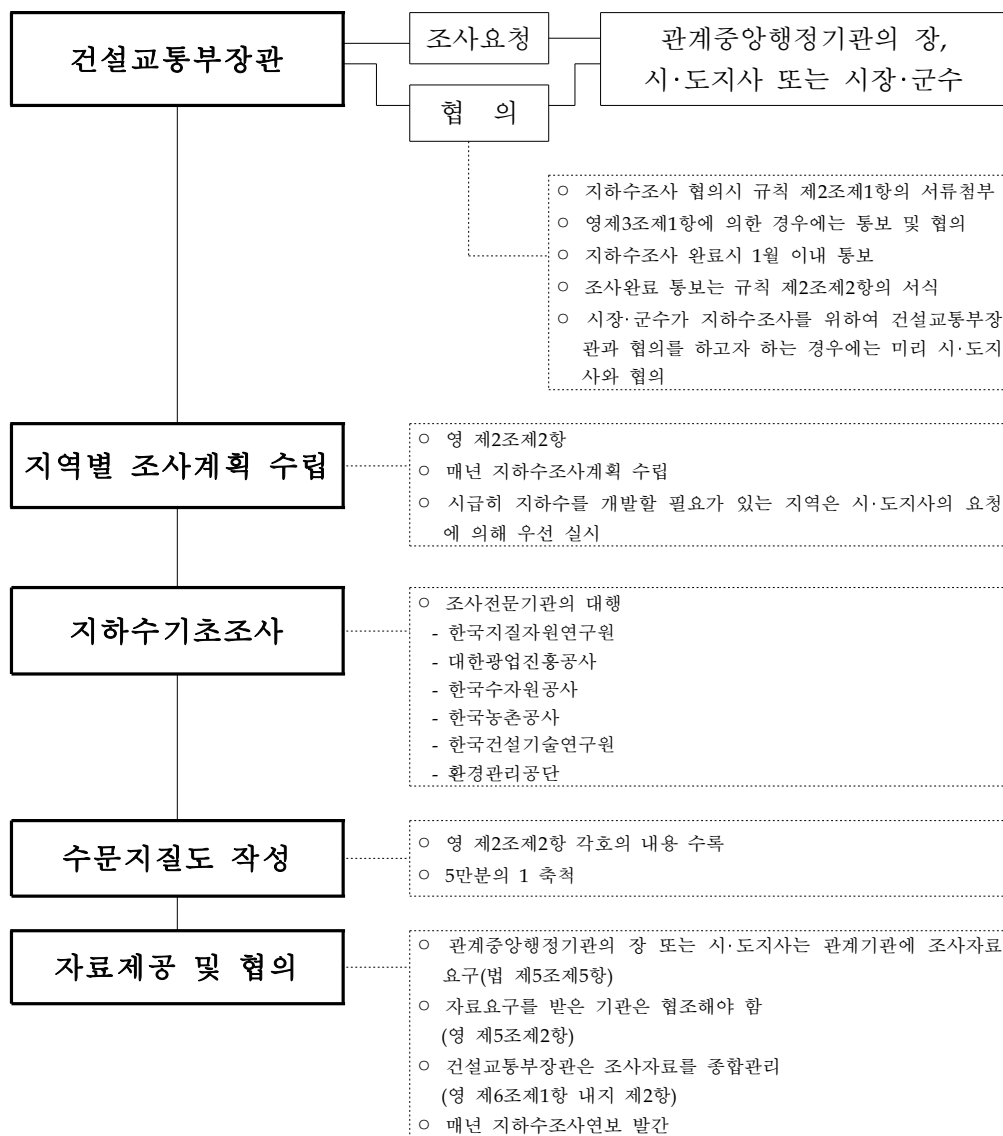 건설교통부장관
조사요청
관계중앙행정기관의 장,
시·도지사 또는 시장·군수
협 의
○ 지하수조사 협의시 규칙 제2조제1항의 서류첨부
○ 영제3조제1항에 의한 경우에는 통보 및 협의
○ 지하수조사 완료시 1월 이내 통보
○ 조사완료 통보는 규칙 제2조제2항의 서식
○ 시장·군수가 지하수조사를 위하여 건설교통부장
관과 협의를 하고자 하는 경우에는 미리 시·도지
사와 협의
지역별 조사계획 수립
○ 영 제2조제2항
○ 매년 지하수조사계획 수립
○ 시급히 지하수를 개발할 필요가 있는 지역은 시·도지사의 요청
에 의해 우선 실시
지하수기초조사
○ 조사전문기관의 대행
- 한국지질자원연구원
- 대한광업진흥공사
- 한국수자원공사
- 한국농촌공사
- 한국건설기술연구원
- 환경관리공단
수문지질도 작성
○ 영 제2조제2항 각호의 내용 수록
○ 5만분의 1 축척
자료제공 및 협의
○ 관계중앙행정기관의 장 또는 시·도지사는 관계기관에 조사자료
요구(법 제5조제5항)
○ 자료요구를 받은 기관은 협조해야 함
(영 제5조제2항)
○ 건설교통부장관은 조사자료를 종합관리
(영 제6조제1항 내지 제2항)
○ 매년 지하수조사연보 발간